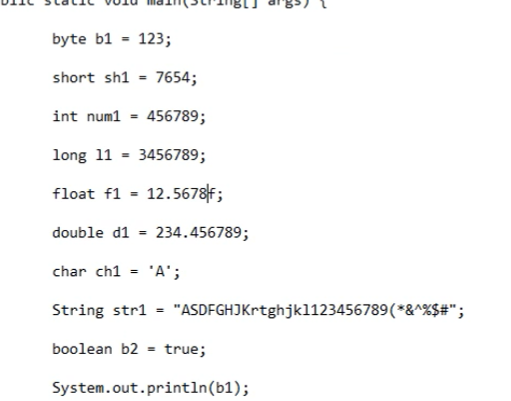 public static void main(String[] args) {
byte b1 = 123;
short sh1 = 7654;
int num1 = 456789;
long l1 = 3456789;
float f1 = 12.5678f;
double d1 = 234.456789;
char ch1 = 'A';
String str1 = "ASDFGHJKrtghjkl123456789(*&^%$#";
boolean b2 = true;
System.out.println(b1);